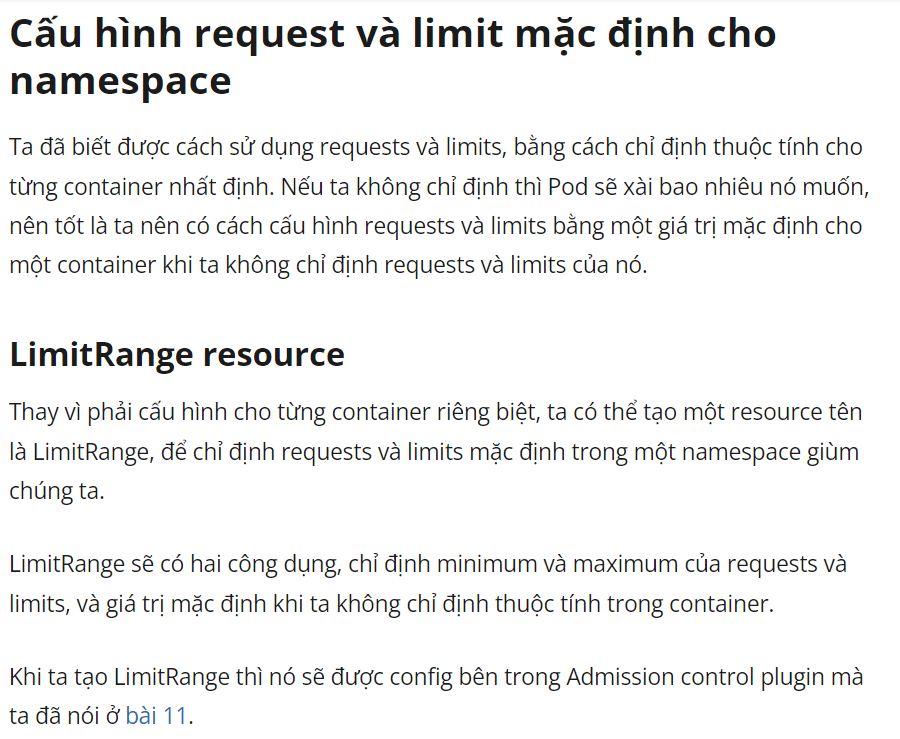 Cấu hình request và limit mặc định cho
namespace
Ta đã biết được cách sử dụng requests và limits, bằng cách chỉ định thuộc tính cho
từng container nhất định. Nếu ta không chỉ định thì Pod sẽ xài bao nhiêu nó muốn,
nên tốt là ta nên có cách cấu hình requests và limits bằng một giá trị mặc định cho
một container khi ta không chỉ định requests và limits của nó.
LimitRange resource
Thay vì phải cấu hình cho từng container riêng biệt, ta có thể tạo một resource tên
là LimitRange, để chỉ định requests và limits mặc định trong một namespace giùm
chúng ta.
LimitRange sẽ có hai công dụng, chỉ định minimum và maximum của requests và
limits, và giá trị mặc định khi ta không chỉ định thuộc tính trong container.
Khi ta tạo LimitRange thì nó sẽ được config bên trong Admission control plugin mà
ta đã nói ở bài 11.